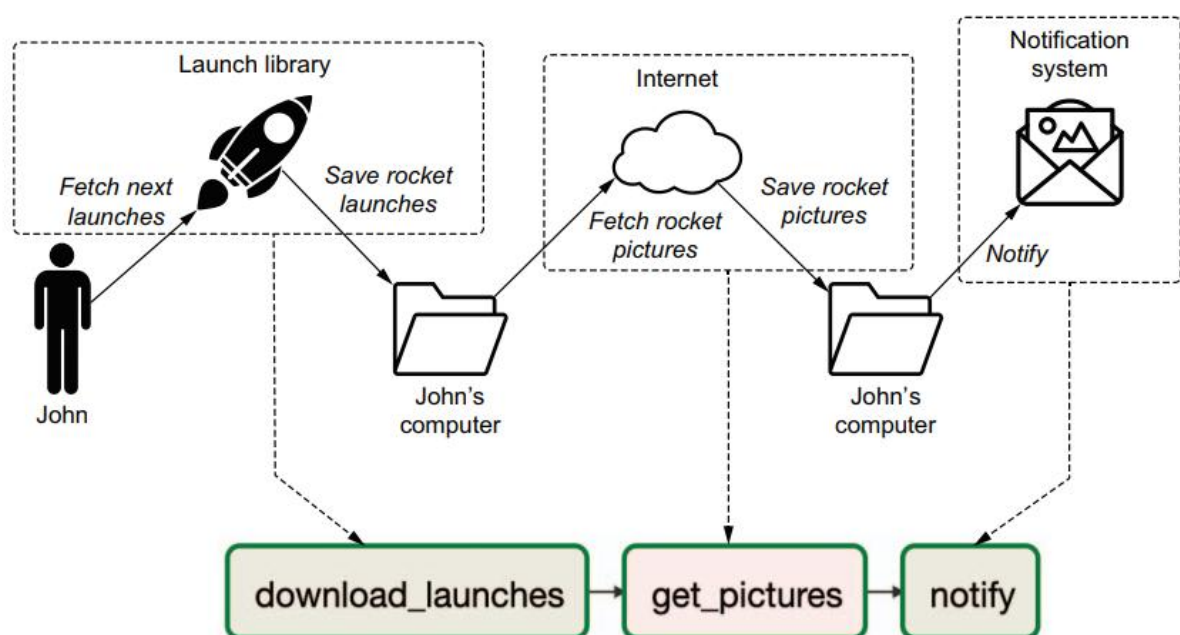 Launch library
Fetch next
launches
Save rocket
launches
John
John's
computer
Internet
Fetch rocket
pictures
Save rocket
pictures
John's
computer
Notification
system
Notify
download_launches
get_pictures
notify